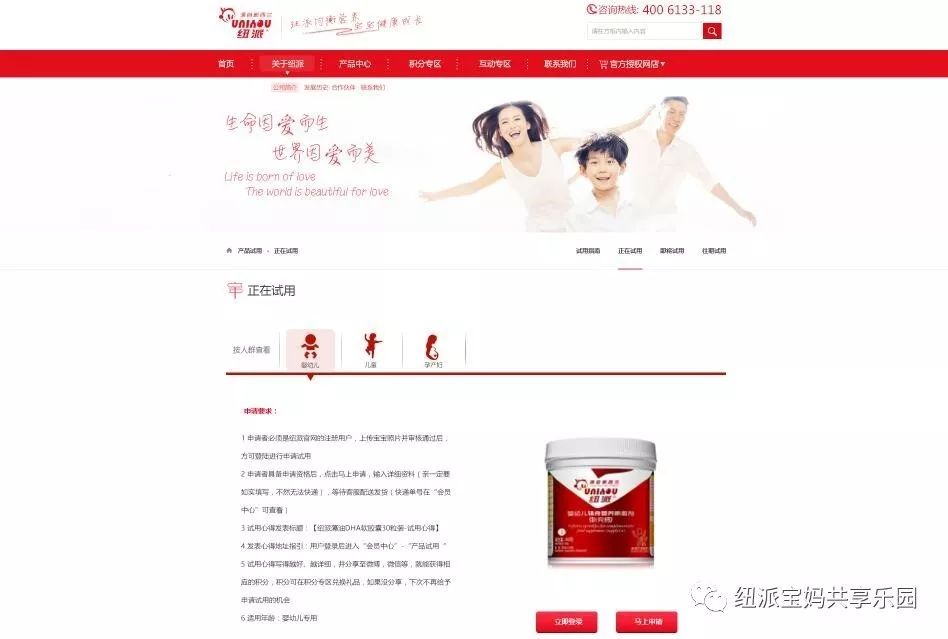 源自新西兰
UNIAOU
纽派
纽派均衡营养 宝宝健康成长
咨询热线: 400 6133-118
请在方框内输入内容
首页 关于纽派 产品中心 积分专区 互动专区 联系我们 官方授权网店
公司简介 发展历史 合作伙伴 联系我们
生命因爱而生
世界因爱而美
Life is born of love
The world is beautiful for love
产品试用 - 正在试用
试用指南 正在试用 即将试用 往期试用
正在试用
按人群查看 婴幼儿 儿童 孕产妇
申请要求：
1 申请者必须是纽派官网的注册用户，上传宝宝照片并审核通过后，
方可登陆进行申请试用
2 申请者具备申请资格后，点击马上申请，输入详细资料（亲一定要
如实填写，不然无法快递），等待客服配送发货（快递单号在“会员
中心”可查看）
3 试用心得发表标题：【纽派藻油DHA软胶囊30粒装-试用心得】
4 发表心得地址指引：用户登录后进入“会员中心”-“产品试用 ”
5 试用心得写得越好、越详细，并分享至微博，微信等，就能获得相
应的积分，积分可在积分专区兑换礼品，如果没分享，下次不再给予
申请试用的机会
6 适用年龄：婴幼儿专用
源自新西兰
UNIAOU
纽派
立即登录 马上申请
纽派宝妈共享乐园